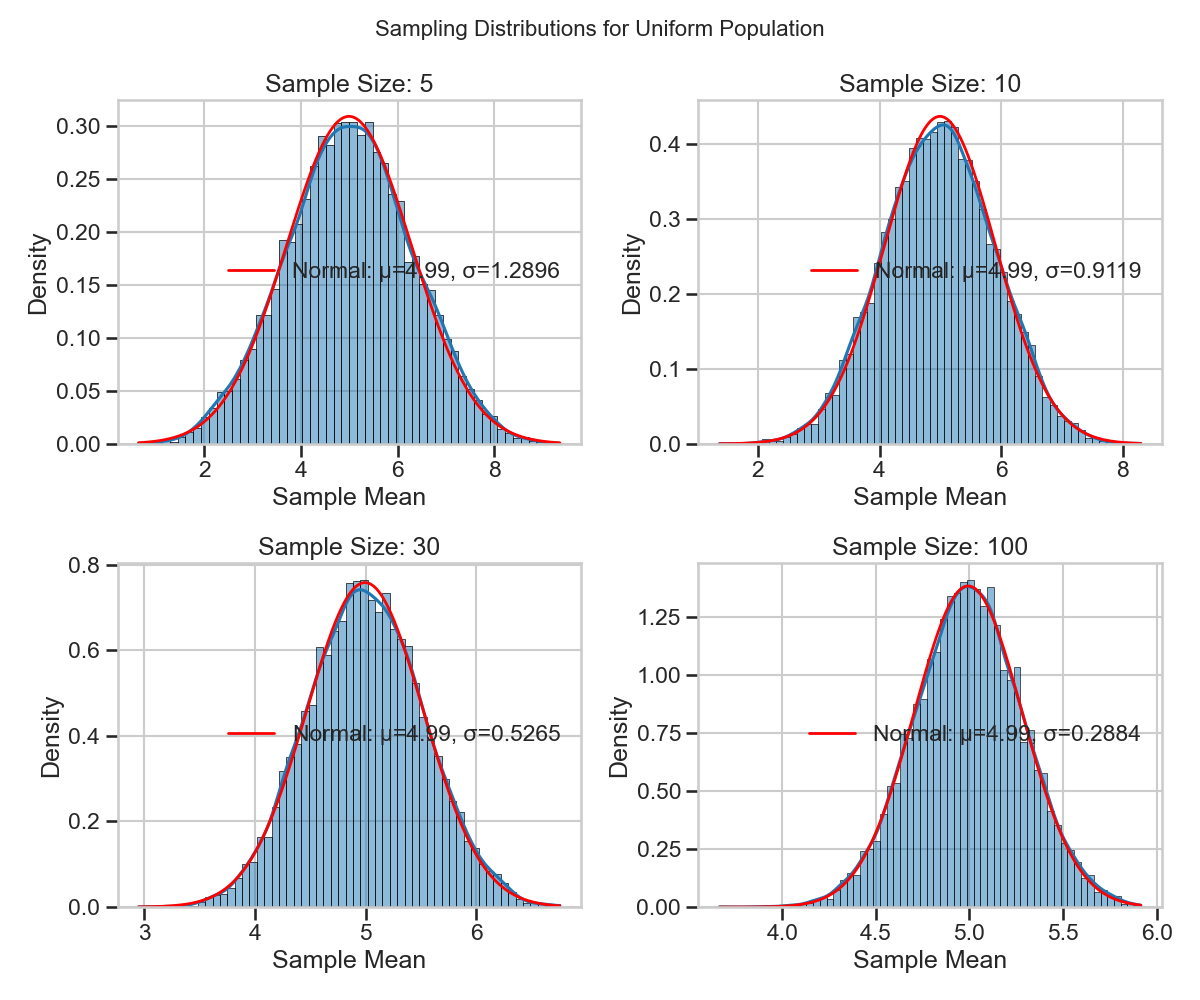 Sampling Distributions for Uniform Population
Sample Size: 5
0.30
0.25
0.20
0.15
0.10
0.05
0.00
Density
Normal: μ=4.99, σ=1.2896
2 4 6 8
Sample Mean
Sample Size: 10
0.4
0.3
0.2
0.1
0.0
Density
Normal: μ=4.99, σ=0.9119
2 4 6 8
Sample Mean
Sample Size: 30
0.8
0.6
0.4
0.2
0.0
Density
Normal: μ=4.99, σ=0.5265
3 4 5 6
Sample Mean
Sample Size: 100
1.25
1.00
0.75
0.50
0.25
0.00
Density
Normal: μ=4.99, σ=0.2884
4.0 4.5 5.0 5.5 6.0
Sample Mean